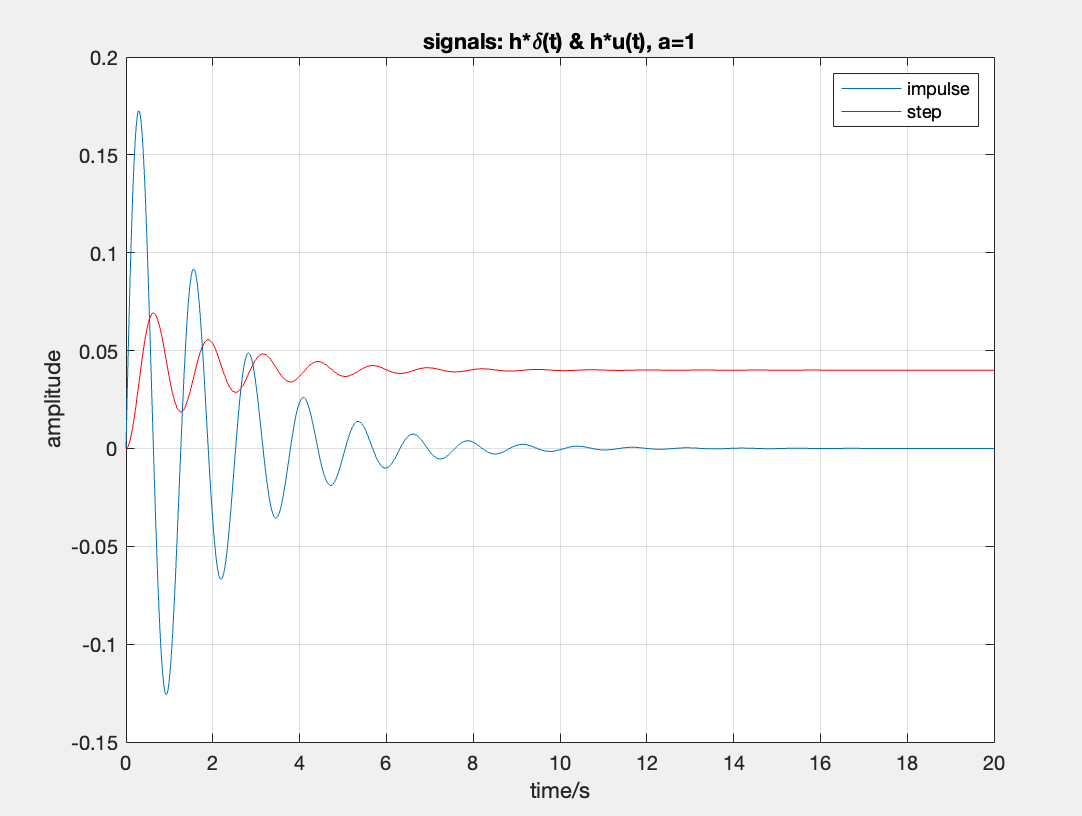 signals: h*δ(t) & h*u(t), a=1
impulse
step
0.2
0.15
0.1
0.05
0
-0.05
-0.1
-0.15
amplitude
0 2 4 6 8 10 12 14 16 18 20
time/s